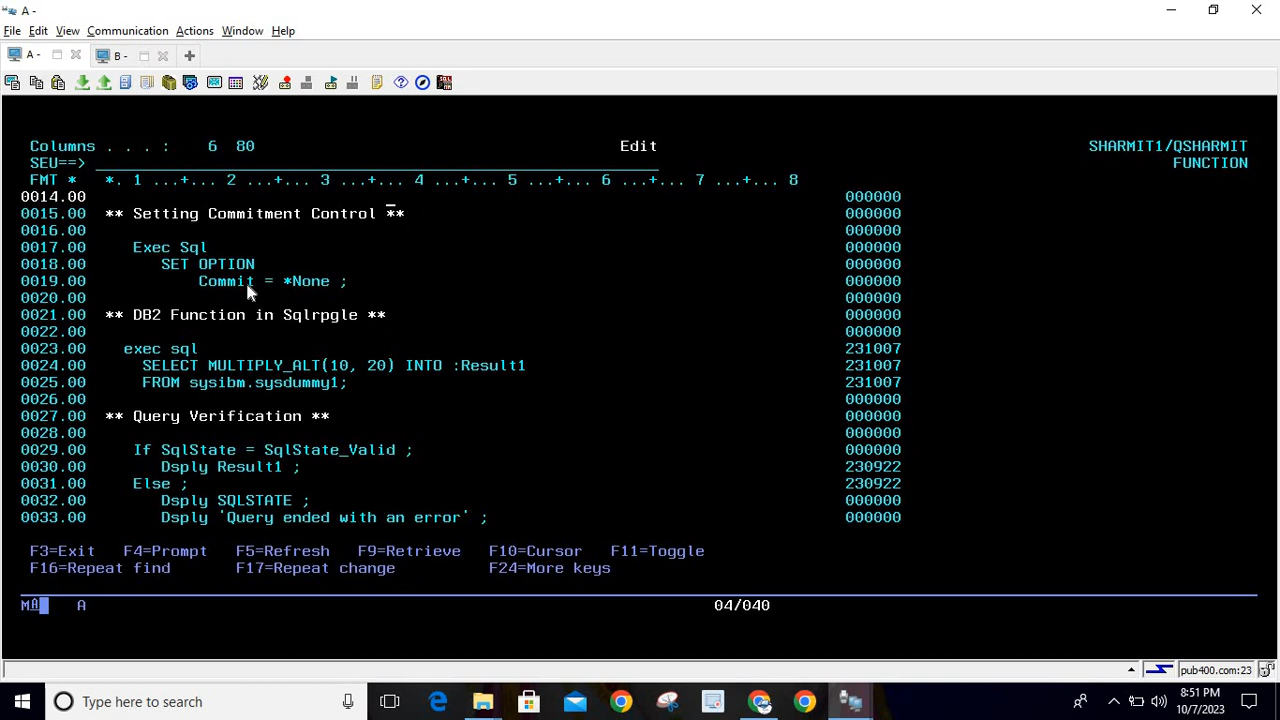 A -
File Edit View Communication Actions Window Help
A - B -
Columns . . . : 6 80 Edit SHARMIT1/QSHARMIT
SEU==> FUNCTION
FMT * *. 1 ...+... 2 ...+... 3 ...+... 4 ...+... 5 ...+... 6 ...+... 7 ...+... 8
0014.00 000000
0015.00 ** Setting Commitment Control ** 000000
0016.00 000000
0017.00 Exec Sql 000000
0018.00 SET OPTION 000000
0019.00 Commit = *None ; 000000
0020.00 000000
0021.00 ** DB2 Function in Sqlrpgle ** 000000
0022.00 000000
0023.00 exec sql 231007
0024.00 SELECT MULTIPLY_ALT(10, 20) INTO :Result1 231007
0025.00 FROM sysibm.sysdummy1; 231007
0026.00 000000
0027.00 ** Query Verification ** 000000
0028.00 000000
0029.00 If SqlState = SqlState_Valid ; 000000
0030.00 Dsply Result1 ; 230922
0031.00 Else ; 230922
0032.00 Dsply SQLSTATE ; 000000
0033.00 Dsply 'Query ended with an error' ; 000000
F3=Exit F4=Prompt F5=Refresh F9=Retrieve F10=Cursor F11=Toggle
F16=Repeat find F17=Repeat change F24=More keys
A 04/040
pub400.com:23
Type here to search
8:51 PM
10/7/2023